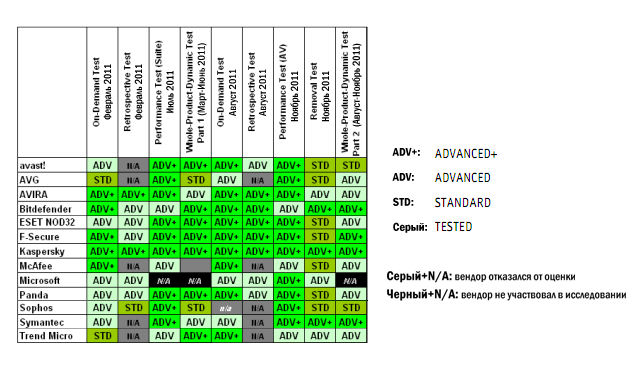 On-Demand Test
Февраль 2011
Retrospective Test
Февраль 2011
Performance Test (Suite)
Июль 2011
Whole-Product-Dynamic Test
Part 1 (Март-Июнь 2011)
On-Demand Test
Август 2011
Retrospective Test
Август 2011
Performance Test (AV)
Ноябрь 2011
Removal Test
Ноябрь 2011
Whole-Product-Dynamic Test
Part 2 (Август-Ноябрь 2011)
avast! ADV N/A ADV+ ADV+ ADV+ ADV ADV+ STD STD
AVG STD N/A ADV+ STD ADV N/A ADV+ STD ADV
AVIRA ADV+ ADV+ ADV+ ADV ADV+ ADV+ ADV+ ADV ADV
Bitdefender ADV+ ADV ADV ADV+ ADV+ ADV+ ADV ADV+ ADV+
ESET NOD32 ADV ADV ADV+ ADV+ ADV+ ADV+ ADV+ STD ADV
F-Secure ADV+ ADV ADV+ ADV+ ADV+ ADV+ ADV+ STD ADV+
Kaspersky ADV+ ADV+ ADV+ ADV+ ADV+ ADV+ ADV+ ADV+ ADV+
McAfee ADV+ N/A ADV ADV+ N/A ADV+ STD ADV
Microsoft ADV ADV N/A N/A ADV ADV ADV+ ADV N/A
Panda ADV ADV ADV+ ADV+ ADV+ ADV ADV+ STD ADV
Sophos ADV STD ADV+ STD n/a N/A ADV+ STD ADV
Symantec ADV N/A ADV+ ADV ADV N/A ADV+ ADV+ ADV+
Trend Micro STD N/A ADV ADV+ ADV+ N/A ADV ADV ADV
ADV+: ADVANCED+
ADV: ADVANCED
STD: STANDARD
Серый: TESTED
Серый+N/A: вендор отказался от оценки
Черный+N/A: вендор не участвовал в исследовании